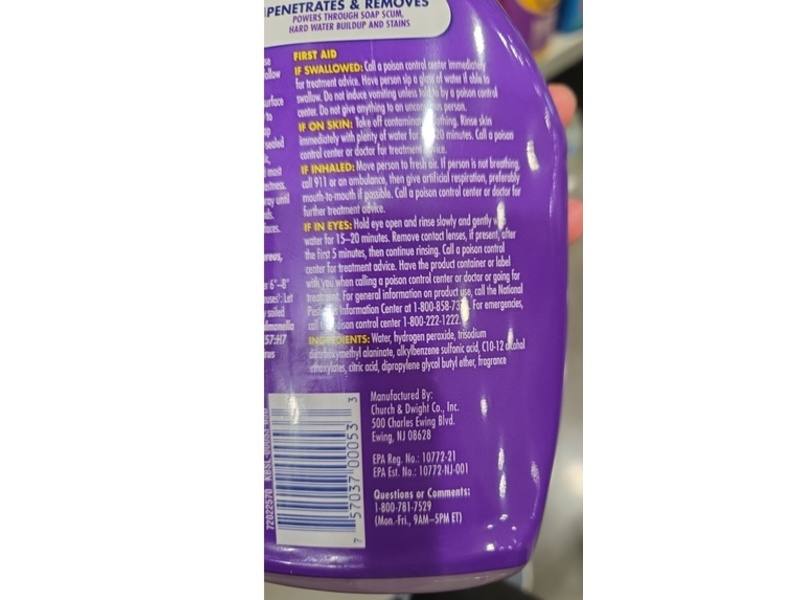 PENETRATES & REMOVES
POWERS THROUGH SOAP SCUM,
HARD WATER BUILDUP AND STAINS
FIRST AID
IF SWALLOWED: Call a poison control center immediately
for treatment advice. Have person sip a glass of water if able to
swallow. Do not induce vomiting unless told to by a poison control
center. Do not give anything to an unconscious person.
IF ON SKIN: Take off contaminated clothing. Rinse skin
immediately with plenty of water for 20 minutes. Call a poison
control center or doctor for treatment advice.
IF INHALED: Move person to fresh air. If person is not breathing,
call 911 or an ambulance, then give artificial respiration, preferably
mouth-to-mouth if possible. Call a poison control center or doctor for
further treatment advice.
IF IN EYES: Hold eye open and rinse slowly and gently with
water for 15–20 minutes. Remove contact lenses, if present, after
the first 5 minutes, then continue rinsing. Call a poison control
center for treatment advice. Have the product container or label
with you when calling a poison control center or doctor or going for
treatment. For general information on product use, call the National
Pesticide Information Center at 1-800-858- For emergencies,
call poison control center 1-800-222-1222.
INGREDIENTS: Water, hydrogen peroxide, trisodium
dicarboxymethyl alaninate, alkylbenzene sulfonic acid, C10-12 alcohol
ethoxylates, citric acid, dipropylene glycol butyl ether, fragrance
Manufactured By:
Church & Dwight Co., Inc.
500 Charles Ewing Blvd.
Ewing, NJ 08628
EPA Reg. No.: 10772-21
EPA Est. No.: 10772-NJ-001
Questions or Comments:
1-800-781-7529
(Mon.-Fri., 9AM–5PM ET)
7 57037 00053 3
72022570